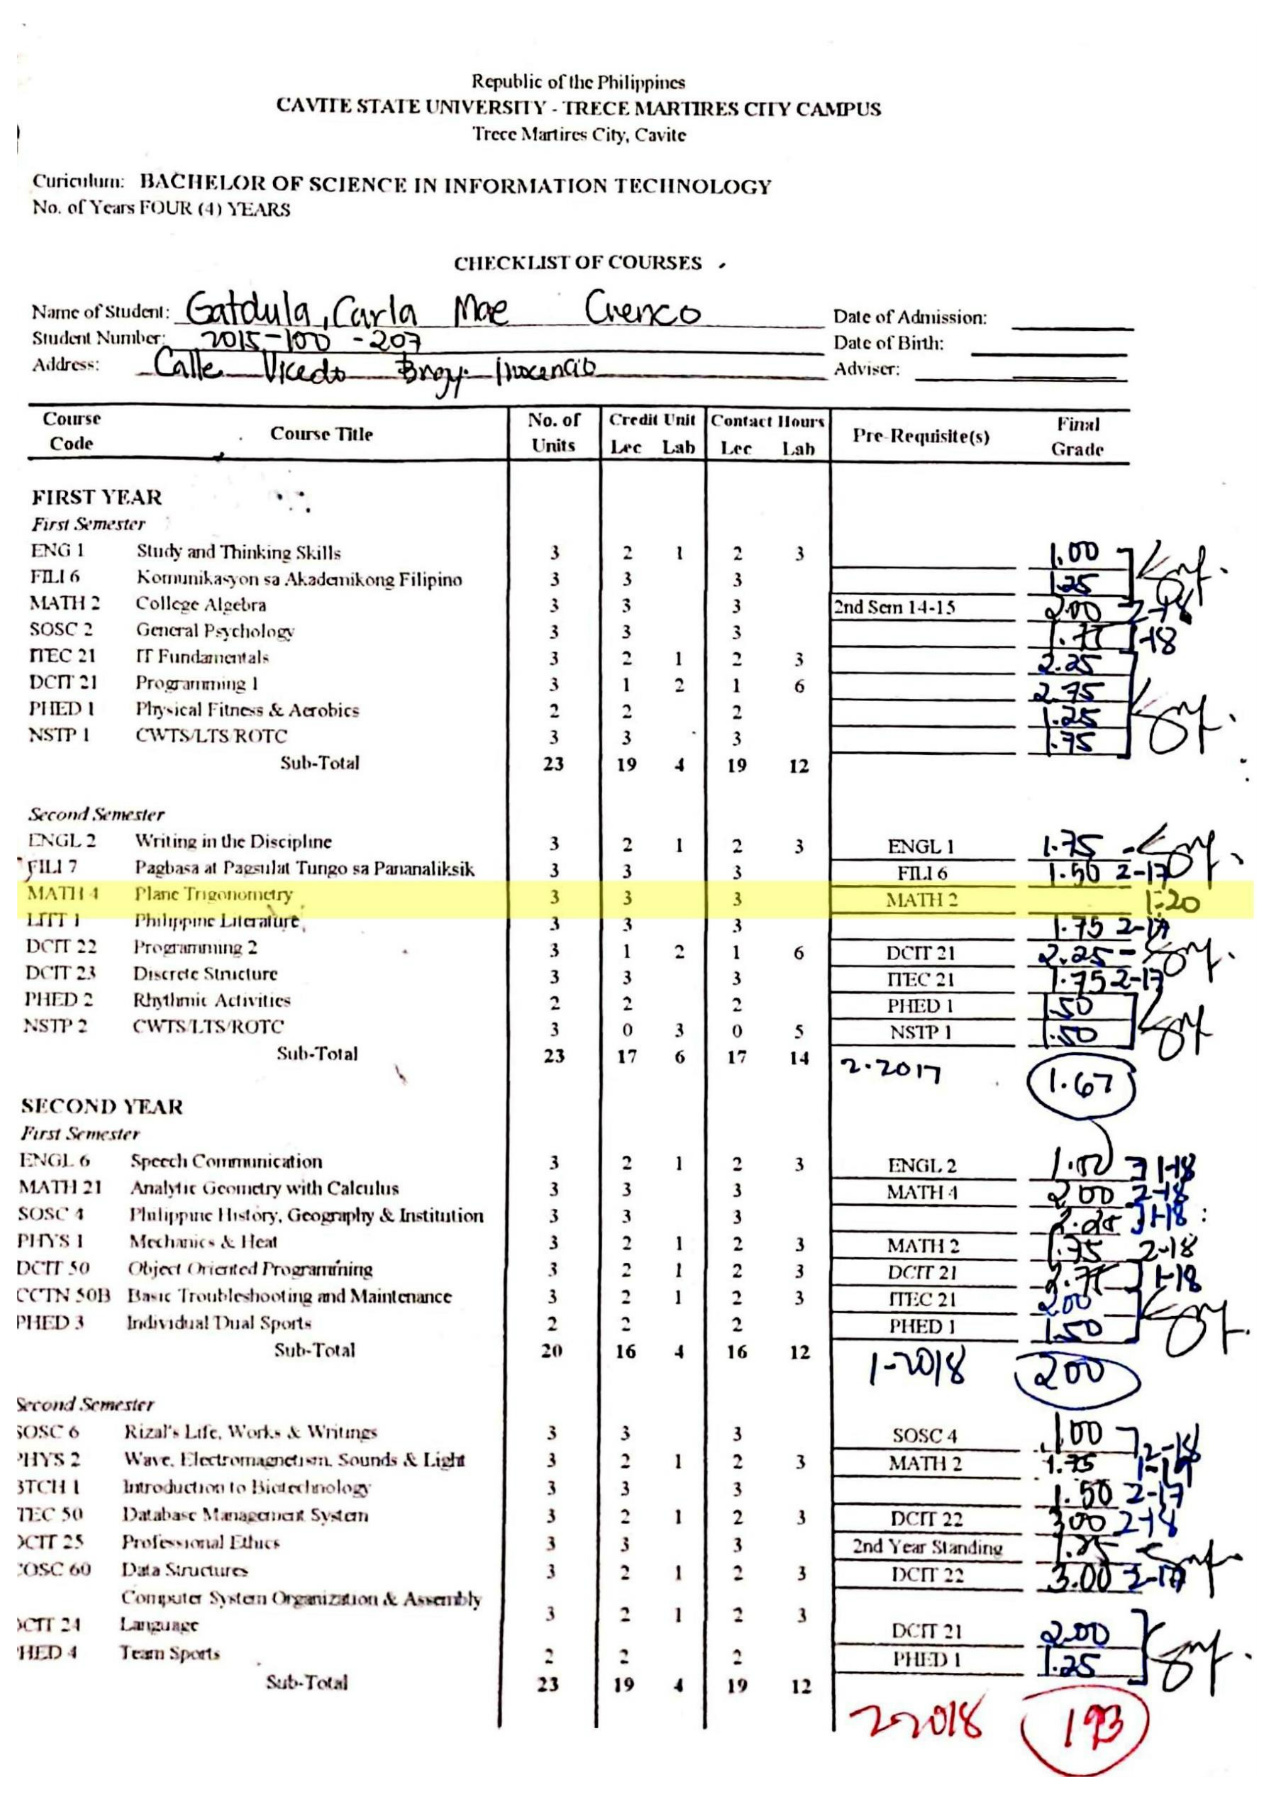 Republic of the Philippines
CAVITE STATE UNIVERSITY - TRECE MARTIRES CITY CAMPUS
Trece Martires City, Cavite
Curiculum: BACHELOR OF SCIENCE IN INFORMATION TECHNOLOGY
No. of Years FOUR (4) YEARS
CHECKLIST OF COURSES
Name of Student: Gatdula, Carla Mae Cuenco Date of Admission:
Student Number: 2015-100-207 Date of Birth:
Address: Calle Vicedo Brgy. Inocencio Adviser:
Course Code Course Title No. of Units Credit Unit Lec Lab Contact Hours Lec Lab Pre-Requisite(s) Final Grade
FIRST YEAR
First Semester
ENG 1 Study and Thinking Skills 3 2 1 2 3 1.00
FILI 6 Komunikasyon sa Akademikong Filipino 3 3 3 1.25
MATH 2 College Algebra 3 3 3 2nd Sem 14-15 2.00 2-18
SOSC 2 General Psychology 3 3 3 1.75 1-18
ITEC 21 IT Fundamentals 3 2 1 2 3 2.25
DCIT 21 Programming 1 3 1 2 1 6 2.75
PHED 1 Physical Fitness & Aerobics 2 2 2 1.25
NSTP 1 CWTS/LTS/ROTC 3 3 3 1.75
Sub-Total 23 19 4 19 12
Second Semester
ENGL 2 Writing in the Discipline 3 2 1 2 3 ENGL 1 1.75
FILI 7 Pagbasa at Pagsulat Tungo sa Pananaliksik 3 3 3 FILI 6 1.50 2-17
MATH 4 Plane Trigonometry 3 3 3 MATH 2 1.20
LITT 1 Philippine Literature 3 3 3 1.75 2-17
DCIT 22 Programming 2 3 1 2 1 6 DCIT 21 2.25
DCIT 23 Discrete Structure 3 3 3 ITEC 21 1.75 2-17
PHED 2 Rhythmic Activities 2 2 2 PHED 1 1.50
NSTP 2 CWTS/LTS/ROTC 3 0 3 0 5 NSTP 1 1.50
Sub-Total 23 17 6 17 14 2-2017 1.67
SECOND YEAR
First Semester
ENGL 6 Speech Communication 3 2 1 2 3 ENGL 2 1-18
MATH 21 Analytic Geometry with Calculus 3 3 3 MATH 4 2.00 2-18
SOSC 4 Philippine History, Geography & Institution 3 3 3 2.25 1-18
PHYS 1 Mechanics & Heat 3 2 1 2 3 MATH 2 1.75 2-18
DCIT 50 Object Oriented Programming 3 2 1 2 3 DCIT 21 2.75 1-18
CCTN 50B Basic Troubleshooting and Maintenance 3 2 1 2 3 ITEC 21 2.00
PHED 3 Individual Dual Sports 2 2 2 PHED 1 1.50
Sub-Total 20 16 4 16 12 1-2018 2.00
Second Semester
SOSC 6 Rizal's Life, Works & Writings 3 3 3 SOSC 4 1.00 2-18
PHYS 2 Wave, Electromagnetism, Sounds & Light 3 2 1 2 3 MATH 2 1.75
BTCH 1 Introduction to Biotechnology 3 3 3 1.50 2-17
ITEC 50 Database Management System 3 2 1 2 3 DCIT 22 3.00 2-18
DCIT 25 Professional Ethics 3 3 3 2nd Year Standing 1.25
COSC 60 Data Structures 3 2 1 2 3 DCIT 22 3.00 2-17
Computer System Organization & Assembly
DCIT 24 Language 3 2 1 2 3 DCIT 21 2.00
PHED 4 Team Sports 2 2 2 PHED 1 1.25
Sub-Total 23 19 4 19 12
2-2018 1.93